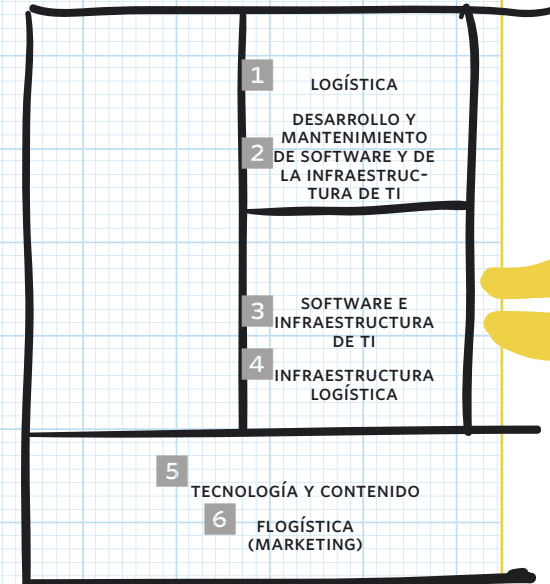 1
LOGÍSTICA
DESARROLLO Y
MANTENIMIENTO
2
DE SOFTWARE Y DE
LA INFRAESTRUC-
TURA DE TI
3
SOFTWARE E
INFRAESTRUCTURA
DE TI
4
INFRAESTRUCTURA
LOGÍSTICA
5
TECNOLOGÍA Y CONTENIDO
6
FLOGÍSTICA
(MARKETING)